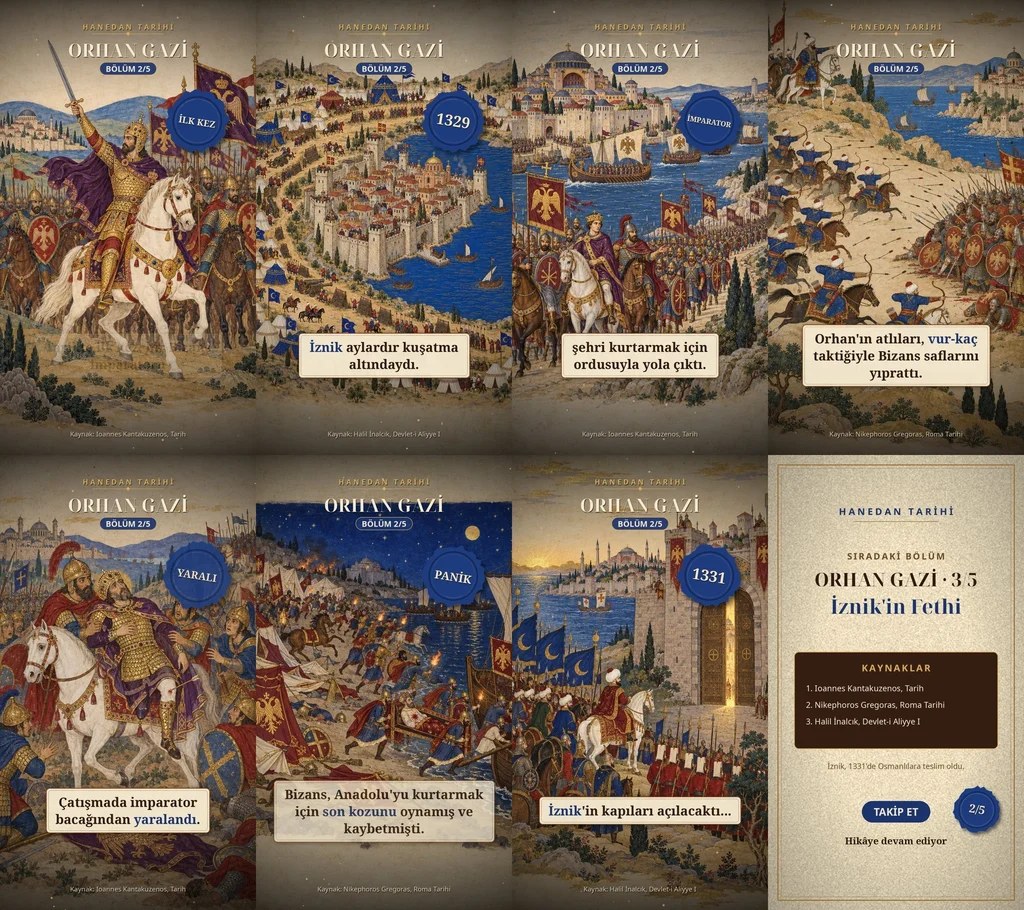 HANEDAN TARİHİ
ORHAN GAZİ
BÖLÜM 2/5
İLK KEZ
Kaynak: Ioannes Kantakuzenos, Tarih
HANEDAN TARİHİ
ORHAN GAZİ
BÖLÜM 2/5
1329
İznik aylardır kuşatma
altındaydı.
Kaynak: Halil İnalcık, Devlet-i Aliyye I
HANEDAN TARİHİ
ORHAN GAZİ
BÖLÜM 2/5
İMPARATOR
şehri kurtarmak için
ordusuyla yola çıktı.
Kaynak: Ioannes Kantakuzenos, Tarih
HANEDAN TARİHİ
ORHAN GAZİ
BÖLÜM 2/5
Orhan'ın atlıları, vur-kaç
taktiğiyle Bizans saflarını
yıprattı.
Kaynak: Nikephoros Gregoras, Roma Tarihi
HANEDAN TARİHİ
ORHAN GAZİ
BÖLÜM 2/5
YARALI
Çatışmada imparator
bacağından yaralandı.
Kaynak: Ioannes Kantakuzenos, Tarih
HANEDAN TARİHİ
ORHAN GAZİ
BÖLÜM 2/5
PANİK
Bizans, Anadolu'yu kurtarmak
için son kozunu oynamış ve
kaybetmişti.
Kaynak: Nikephoros Gregoras, Roma Tarihi
HANEDAN TARİHİ
ORHAN GAZİ
BÖLÜM 2/5
1331
İznik'in kapıları açılacaktı...
Kaynak: Halil İnalcık, Devlet-i Aliyye I
HANEDAN TARİHİ
SIRADAKİ BÖLÜM
ORHAN GAZİ · 3/5
İznik'in Fethi
KAYNAKLAR
1. Ioannes Kantakuzenos, Tarih
2. Nikephoros Gregoras, Roma Tarihi
3. Halil İnalcık, Devlet-i Aliyye I
İznik, 1331'de Osmanlılara teslim oldu.
TAKİP ET
2/5
Hikâye devam ediyor